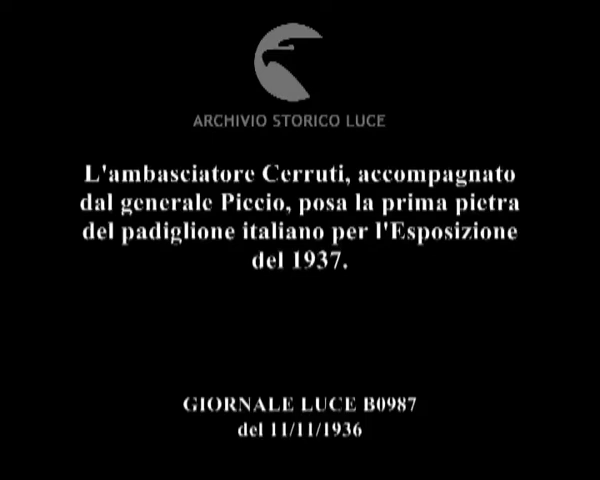 ARCHIVIO STORICO LUCE
L'ambasciatore Cerruti, accompagnato
dal generale Piccio, posa la prima pietra
del padiglione italiano per l'Esposizione
del 1937.
GIORNALE LUCE B0987
del 11/11/1936